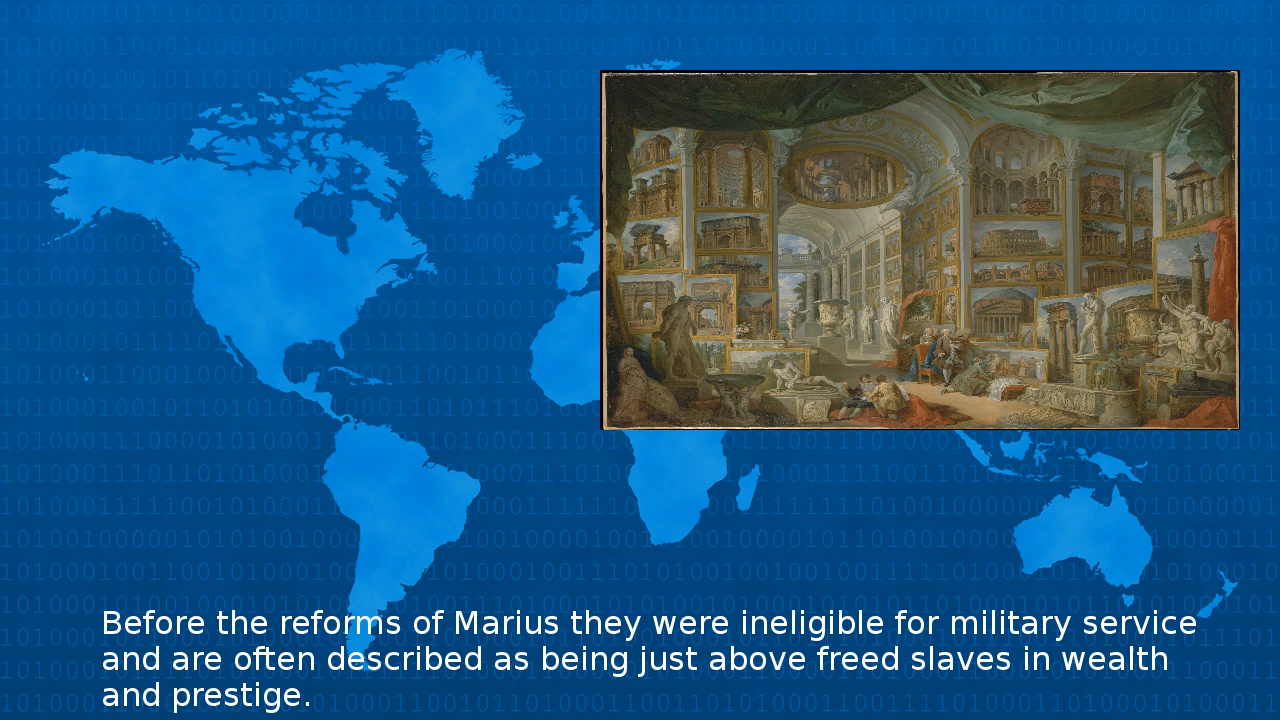 Before the reforms of Marius they were ineligible for military service
and are often described as being just above freed slaves in wealth
and prestige.